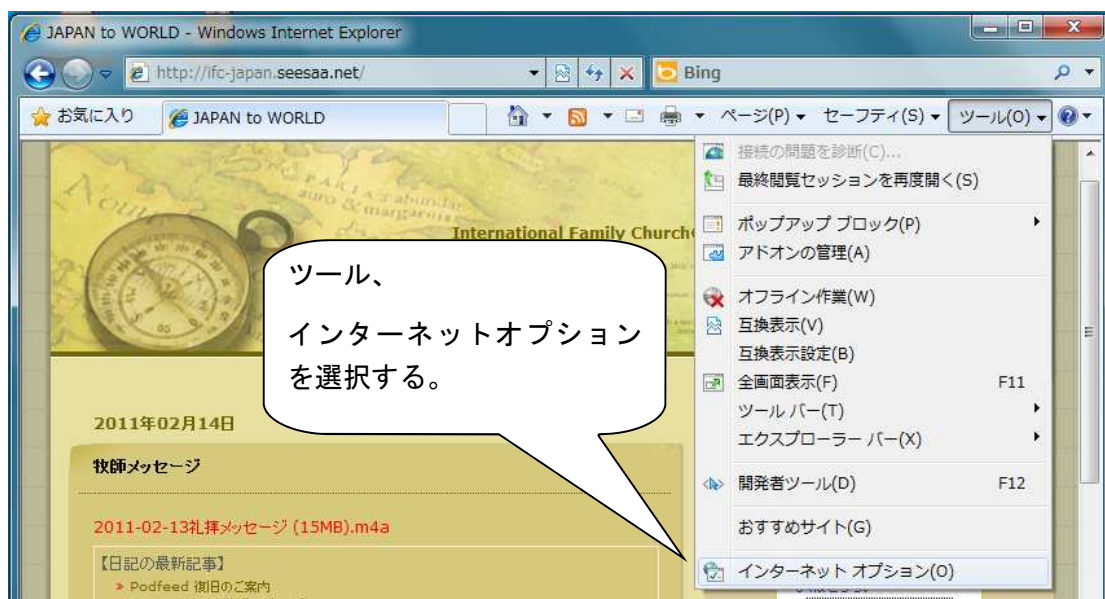 JAPAN to WORLD - Windows Internet Explorer
http://ifc-japan.seesaa.net/
Bing
お気に入り
JAPAN to WORLD
ページ(P)
セーフティ(S)
ツール(O)
接続の問題を診断(C)...
最終閲覧セッションを再度開く(S)
ポップアップ ブロック(P)
アドオンの管理(A)
オフライン作業(W)
互換表示(V)
互換表示設定(B)
全画面表示(F) F11
ツール バー(T)
エクスプローラー バー(X)
開発者ツール(D) F12
おすすめサイト(G)
インターネット オプション(O)
International Family Church
ツール、
インターネットオプション
を選択する。
2011年02月14日
牧師メッセージ
2011-02-13礼拝メッセージ (15MB).m4a
【日記の最新記事】
Podfeed 復旧のご案内